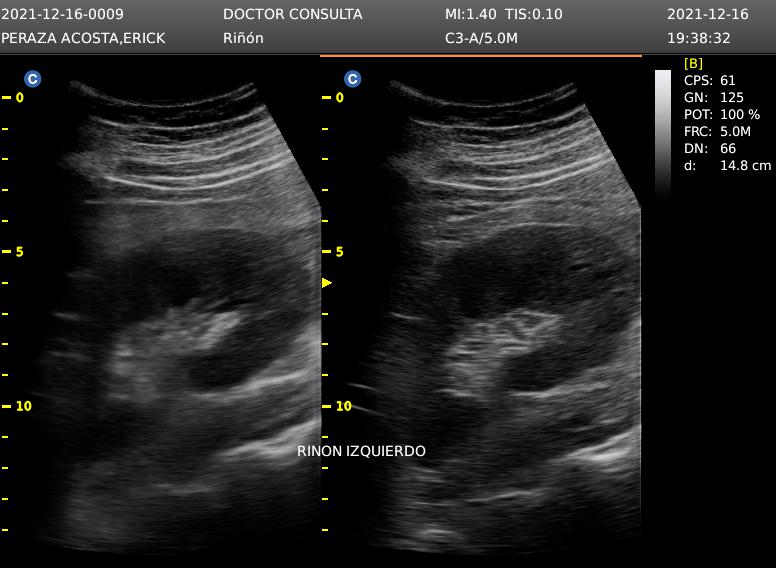 2021-12-16-0009 DOCTOR CONSULTA MI:1.40 TIS:0.10 2021-12-16
PERAZA ACOSTA,ERICK Riñón C3-A/5.0M 19:38:32
C C
[B]
CPS: 61
GN: 125
POT: 100 %
FRC: 5.0M
DN: 66
d: 14.8 cm
0 0
5 5
10 10
RINON IZQUIERDO